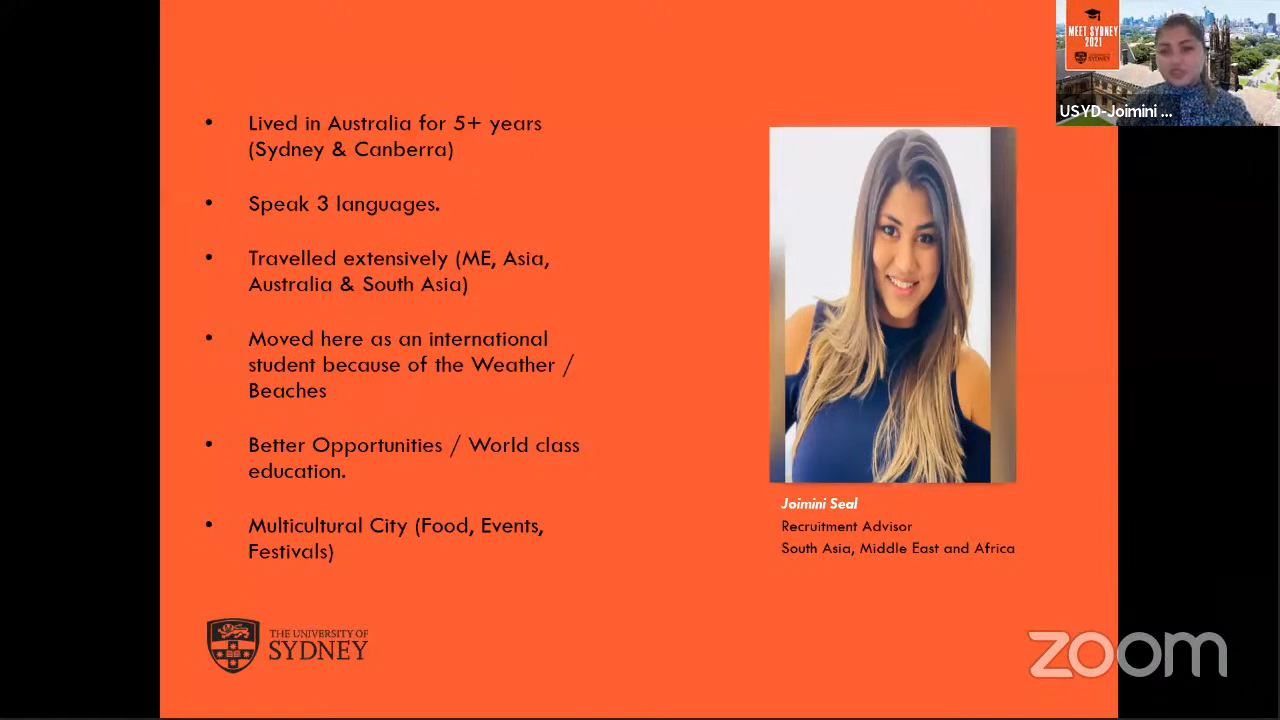 MEET SYDNEY
2021
SYDNEY
USYD-Joimini ...
• Lived in Australia for 5+ years
(Sydney & Canberra)
• Speak 3 languages.
• Travelled extensively (ME, Asia,
Australia & South Asia)
• Moved here as an international
student because of the Weather /
Beaches
• Better Opportunities / World class
education.
• Multicultural City (Food, Events,
Festivals)
Joimini Seal
Recruitment Advisor
South Asia, Middle East and Africa
THE UNIVERSITY OF
SYDNEY
zoom